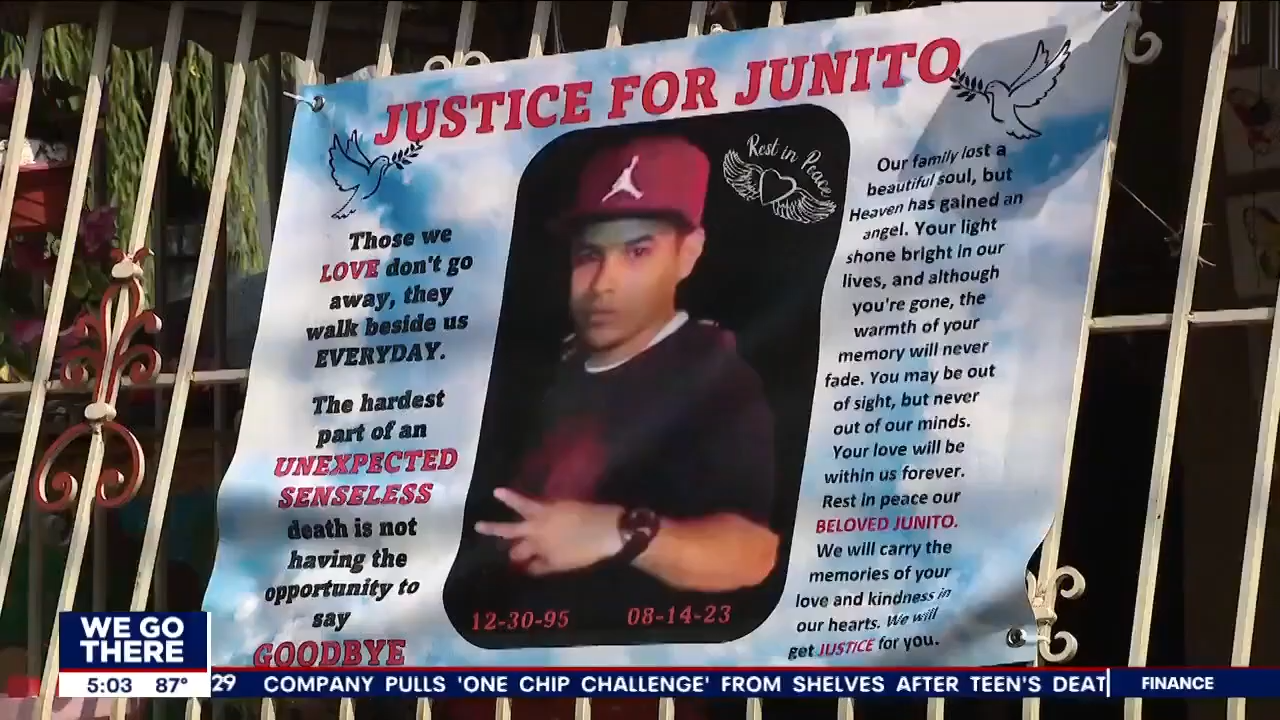 JUSTICE FOR JUNITO
Those we
LOVE don't go
away, they
walk beside us
EVERYDAY.
The hardest
part of an
UNEXPECTED
SENSELESS
death is not
having the
opportunity to
say
GOODBYE
Rest in Peace
12-30-95 08-14-23
Our family lost a
beautiful soul, but
Heaven has gained an
angel. Your light
shone bright in our
lives, and although
you're gone, the
warmth of your
memory will never
fade. You may be out
of sight, but never
out of our minds.
Your love will be
within us forever.
Rest in peace our
BELOVED JUNITO.
We will carry the
memories of your
love and kindness in
our hearts. We will
get JUSTICE for you.
WE GO
THERE
5:03 87°
29 COMPANY PULLS 'ONE CHIP CHALLENGE' FROM SHELVES AFTER TEEN'S DEAT
FINANCE